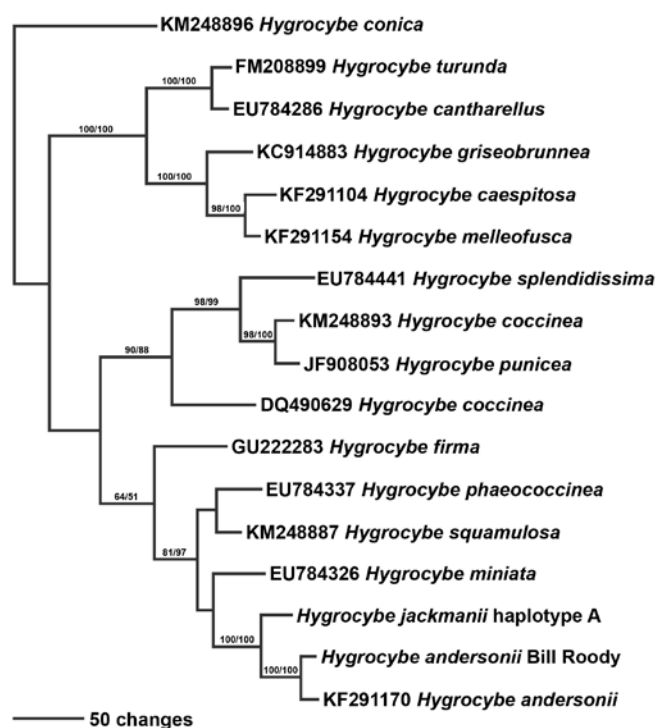 KM248896 Hygrocybe conica
FM208899 Hygrocybe turunda
100/100
EU784286 Hygrocybe cantharellus
100/100
KC914883 Hygrocybe griseobrunnea
100/100
KF291104 Hygrocybe caespitosa
98/100
KF291154 Hygrocybe melleofusca
EU784441 Hygrocybe splendidissima
98/99
KM248893 Hygrocybe coccinea
98/100
90/88
JF908053 Hygrocybe punicea
DQ490629 Hygrocybe coccinea
GU222283 Hygrocybe firma
EU784337 Hygrocybe phaeococcinea
64/51
KM248887 Hygrocybe squamulosa
81/97
EU784326 Hygrocybe miniata
Hygrocybe jackmanii haplotype A
100/100
Hygrocybe andersonii Bill Roody
100/100
KF291170 Hygrocybe andersonii
50 changes